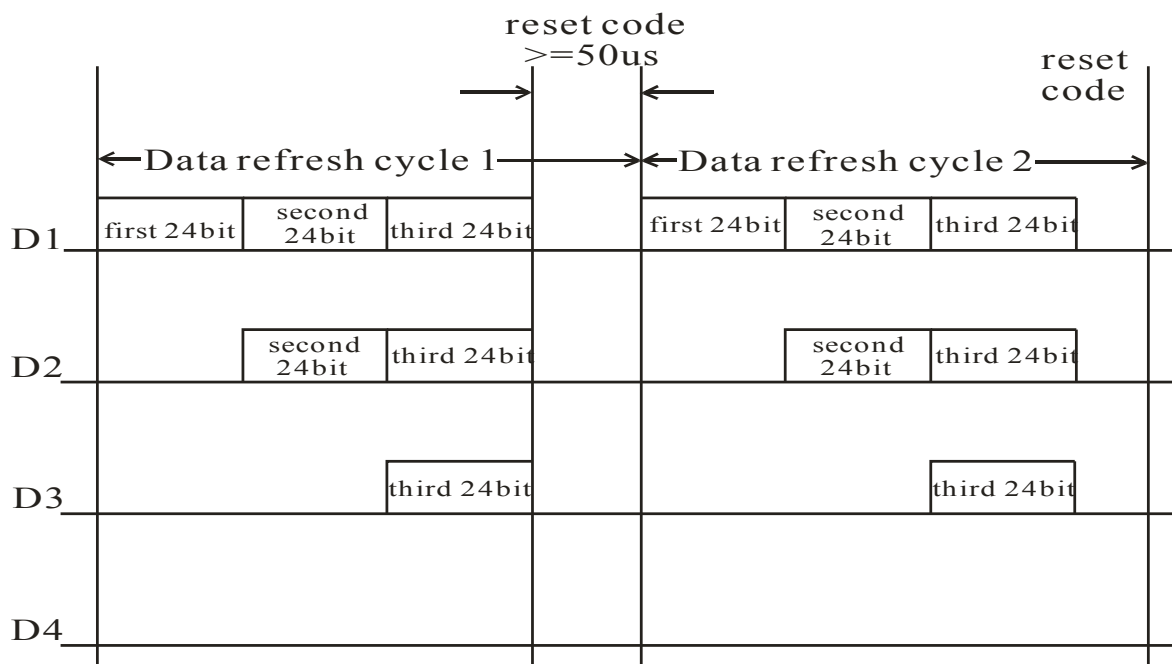 reset code
>=50us
reset
code
Data refresh cycle 1
Data refresh cycle 2
D1
first 24bit
second
24bit
third 24bit
first 24bit
second
24bit
third 24bit
D2
second
24bit
third 24bit
second
24bit
third 24bit
D3
third 24bit
third 24bit
D4